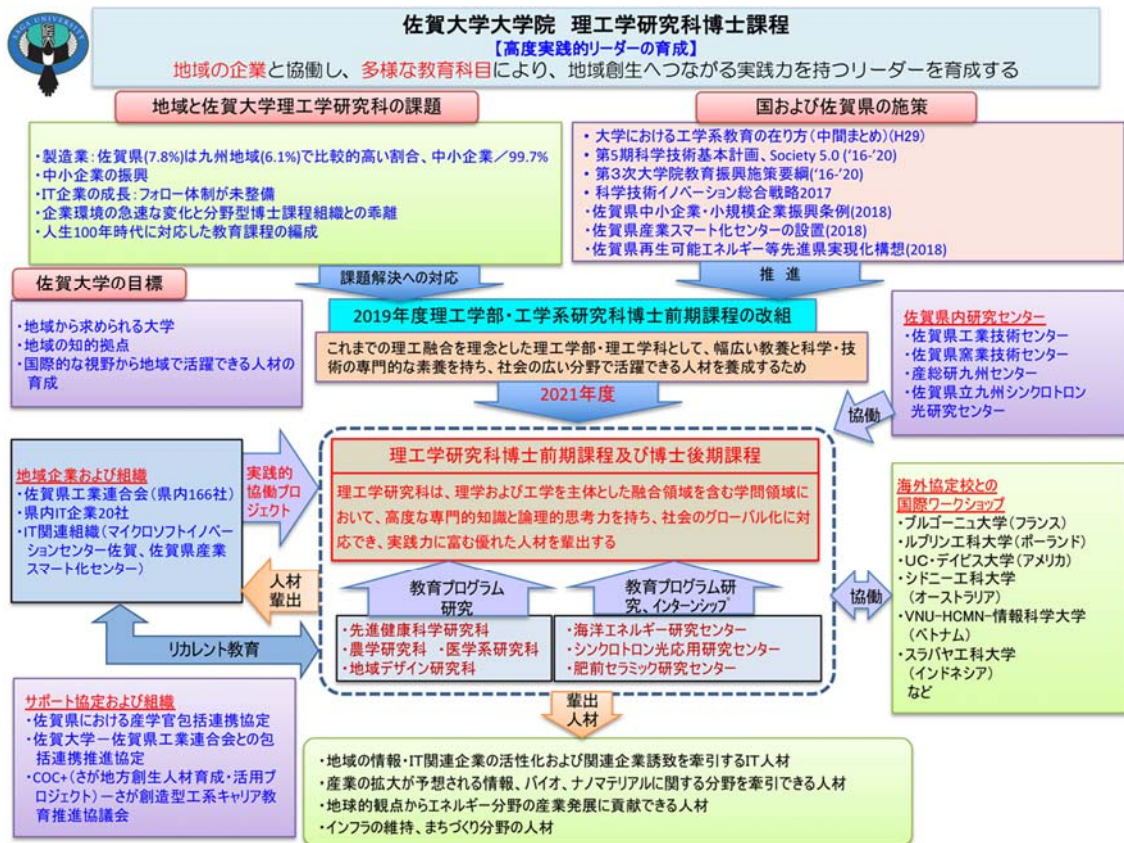 SAGA UNIVERSITY
佐賀大学大学院 理工学研究科博士課程
【高度実践的リーダーの育成】
地域の企業と協働し、多様な教育科目により、地域創生へつながる実践力を持つリーダーを育成する
地域と佐賀大学理工学研究科の課題
・製造業:佐賀県(7.8%)は九州地域(6.1%)で比較的高い割合、中小企業/99.7%
・中小企業の振興
・IT企業の成長:フォロー体制が未整備
・企業環境の急速な変化と分野型博士課程組織との乖離
・人生100年時代に対応した教育課程の編成
国および佐賀県の施策
• 大学における工学系教育の在り方(中間まとめ)(H29)
• 第5期科学技術基本計画、Society 5.0 ('16-'20)
• 第3次大学院教育振興施策要綱('16-'20)
• 科学技術イノベーション総合戦略2017
・佐賀県中小企業・小規模企業振興条例(2018)
・佐賀県産業スマート化センターの設置(2018)
・佐賀県再生可能エネルギー等先進県実現化構想(2018)
課題解決への対応
推 進
佐賀大学の目標
・地域から求められる大学
・地域の知的拠点
・国際的な視野から地域で活躍できる人材の
育成
2019年度理工学部・工学系研究科博士前期課程の改組
これまでの理工融合を理念とした理工学部・理工学科として、幅広い教養と科学・技
術の専門的な素養を持ち、社会の広い分野で活躍できる人材を養成するため
2021年度
佐賀県内研究センター
・佐賀県工業技術センター
・佐賀県窯業技術センター
・産総研九州センター
・佐賀県立九州シンクロトロン
光研究センター
協働
地域企業および組織
・佐賀県工業連合会(県内166社)
・県内IT企業20社
・IT関連組織(マイクロソフトイノベー
ションセンター佐賀、佐賀県産業
スマート化センター)
実践的
協働プロ
ジェクト
人材
輩出
リカレント教育
理工学研究科博士前期課程及び博士後期課程
理工学研究科は、理学および工学を主体とした融合領域を含む学問領域に
おいて、高度な専門的知識と論理的思考力を持ち、社会のグローバル化に対
応でき、実践力に富む優れた人材を輩出する
教育プログラム
研究
教育プログラム研
究、インターンシップ
・先進健康科学研究科
・農学研究科 ・医学系研究科
・地域デザイン研究科
・海洋エネルギー研究センター
・シンクロトロン光応用研究センター
・肥前セラミック研究センター
協働
海外協定校との
国際ワークショップ
・ブルゴーニュ大学(フランス)
・ルブリン工科大学(ポーランド)
・UC・デイビス大学(アメリカ)
・シドニー工科大学
(オーストラリア)
・VNU-HCMN-情報科学大学
(ベトナム)
・スラバヤ工科大学
(インドネシア)
など
サポート協定および組織
・佐賀県における産学官包括連携協定
・佐賀大学-佐賀県工業連合会との包
括連携推進協定
・COC+(さが地方創生人材育成・活用プ
ロジェクト)-さが創造型工系キャリア教
育推進協議会
輩出
人材
・地域の情報・IT関連企業の活性化および関連企業誘致を牽引するIT人材
・産業の拡大が予想される情報、バイオ、ナノマテリアルに関する分野を牽引できる人材
・地球的観点からエネルギー分野の産業発展に貢献できる人材
・インフラの維持、まちづくり分野の人材